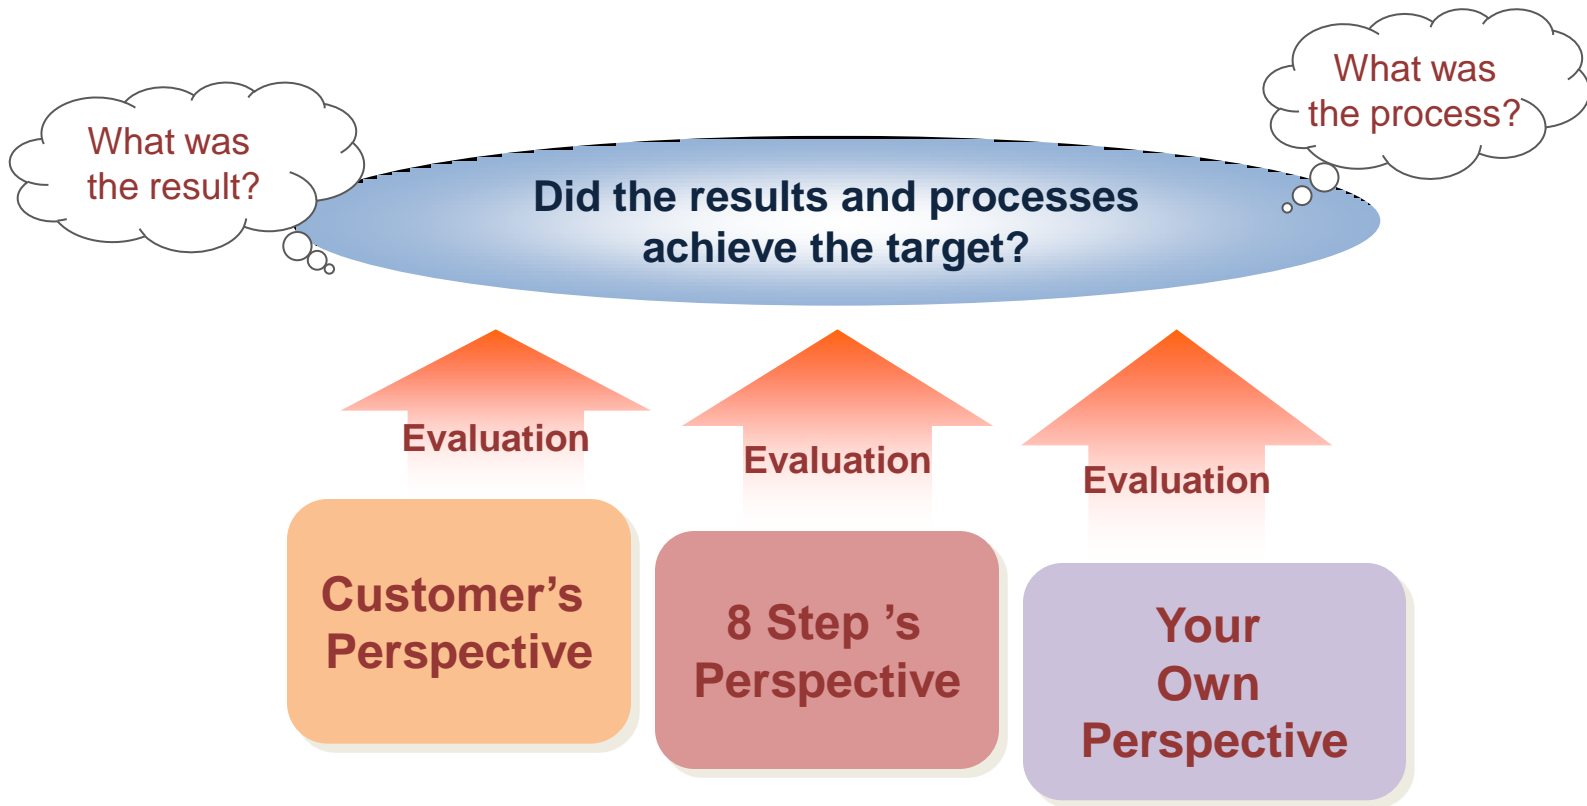 What was
the result?
What was
the process?
Did the results and processes
achieve the target?
Evaluation
Evaluation
Evaluation
Customer’s
Perspective
8 Step ’s
Perspective
Your
Own
Perspective